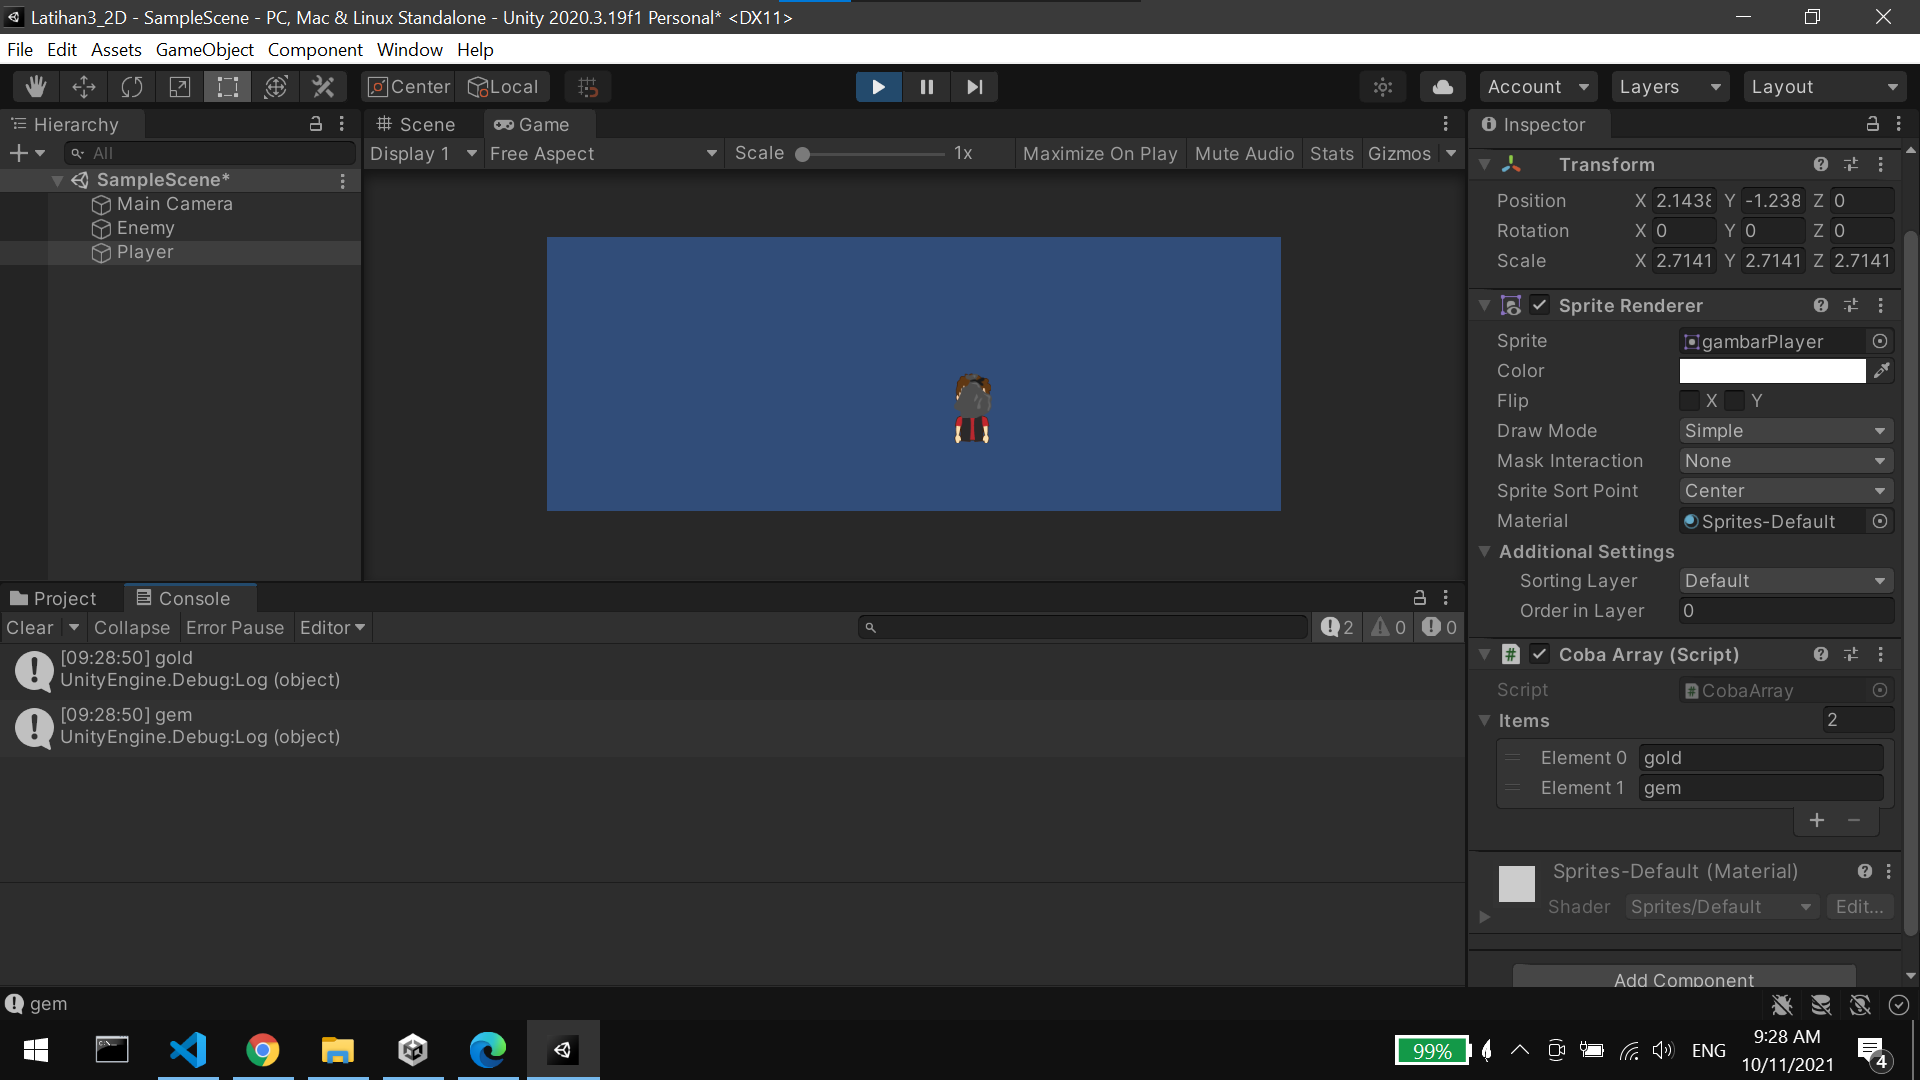 Latihan3_2D - SampleScene - PC, Mac & Linux Standalone - Unity 2020.3.19f1 Personal* <DX11>
File Edit Assets GameObject Component Window Help
Center Local Account Layers Layout
Hierarchy
All
SampleScene*
Main Camera
Enemy
Player
Scene Game
Display 1 Free Aspect Scale 1x Maximize On Play Mute Audio Stats Gizmos
Inspector
Transform
Position X 2.1438 Y -1.238 Z 0
Rotation X 0 Y 0 Z 0
Scale X 2.7141 Y 2.7141 Z 2.7141
Sprite Renderer
Sprite gambarPlayer
Color
Flip X Y
Draw Mode Simple
Mask Interaction None
Sprite Sort Point Center
Material Sprites-Default
Additional Settings
Sorting Layer Default
Order in Layer 0
Coba Array (Script)
Script CobaArray
Items 2
Element 0 gold
Element 1 gem
+ −
Sprites-Default (Material)
Shader Sprites/Default Edit...
Add Component
Project Console
Clear Collapse Error Pause Editor 2 0 0
[09:28:50] gold
UnityEngine.Debug:Log (object)
[09:28:50] gem
UnityEngine.Debug:Log (object)
gem
99% ENG
9:28 AM
10/11/2021
4